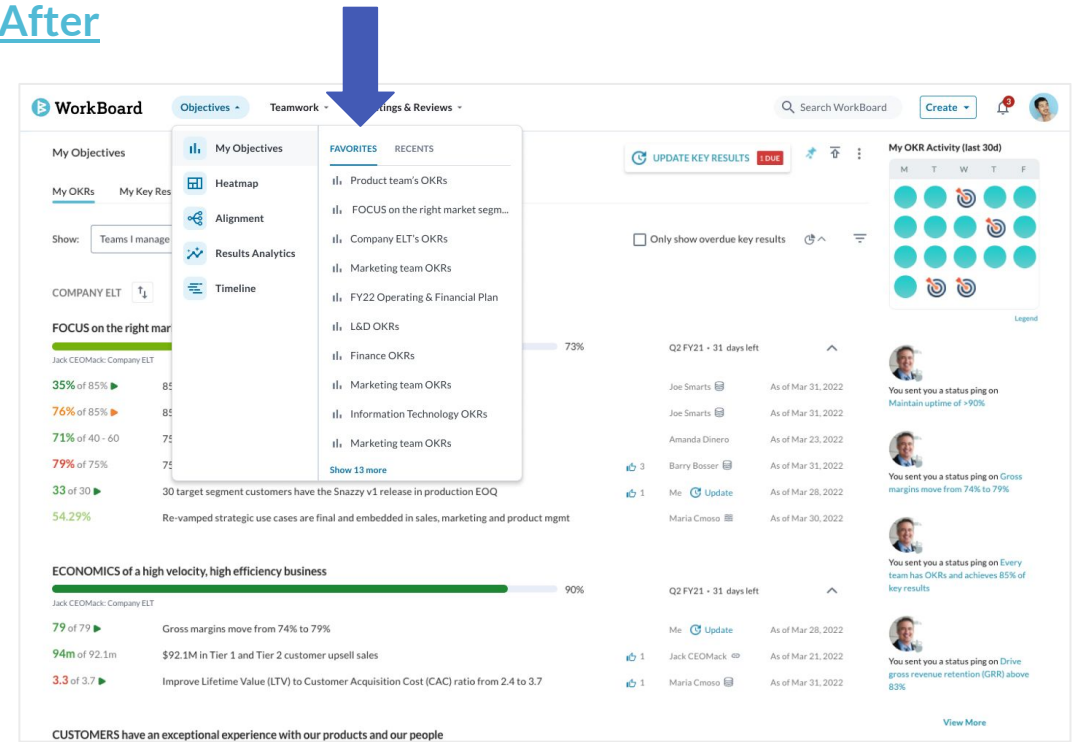 After
WorkBoard
Objectives
Teamwork
tings & Reviews
Search WorkBoard
Create
3
My Objectives
My OKRs
My Key Res
Show:
Teams I manage
COMPANY ELT
My Objectives
Heatmap
Alignment
Results Analytics
Timeline
FAVORITES
RECENTS
Product team's OKRs
FOCUS on the right market segm...
Company ELT's OKRs
Marketing team OKRs
FY22 Operating & Financial Plan
L&D OKRs
Finance OKRs
Marketing team OKRs
Information Technology OKRs
Marketing team OKRs
Show 13 more
UPDATE KEY RESULTS 1 DUE
Only show overdue key results
FOCUS on the right mar
73%
Q2 FY21 • 31 days left
Jack CEOMack: Company ELT
35% of 85% 85 Joe Smarts As of Mar 31, 2022
76% of 85% 85 Joe Smarts As of Mar 31, 2022
71% of 40 - 60 75 Amanda Dinero As of Mar 23, 2022
79% of 75% 75 3 Barry Bosser As of Mar 31, 2022
33 of 30 30 target segment customers have the Snazzy v1 release in production EOQ 1 Me Update As of Mar 28, 2022
54.29% Re-vamped strategic use cases are final and embedded in sales, marketing and product mgmt Maria Cmoso As of Mar 30, 2022
ECONOMICS of a high velocity, high efficiency business
90%
Q2 FY21 • 31 days left
Jack CEOMack: Company ELT
79 of 79 Gross margins move from 74% to 79% Me Update As of Mar 28, 2022
94m of 92.1m $92.1M in Tier 1 and Tier 2 customer upsell sales 1 Jack CEOMack As of Mar 21, 2022
3.3 of 3.7 Improve Lifetime Value (LTV) to Customer Acquisition Cost (CAC) ratio from 2.4 to 3.7 1 Maria Cmoso As of Mar 31, 2022
CUSTOMERS have an exceptional experience with our products and our people
My OKR Activity (last 30d)
M T W T F
Legend
You sent you a status ping on
Maintain uptime of >90%
You sent you a status ping on Gross
margins move from 74% to 79%
You sent you a status ping on Every
team has OKRs and achieves 85% of
key results
You sent you a status ping on Drive
gross revenue retention (GRR) above
83%
View More